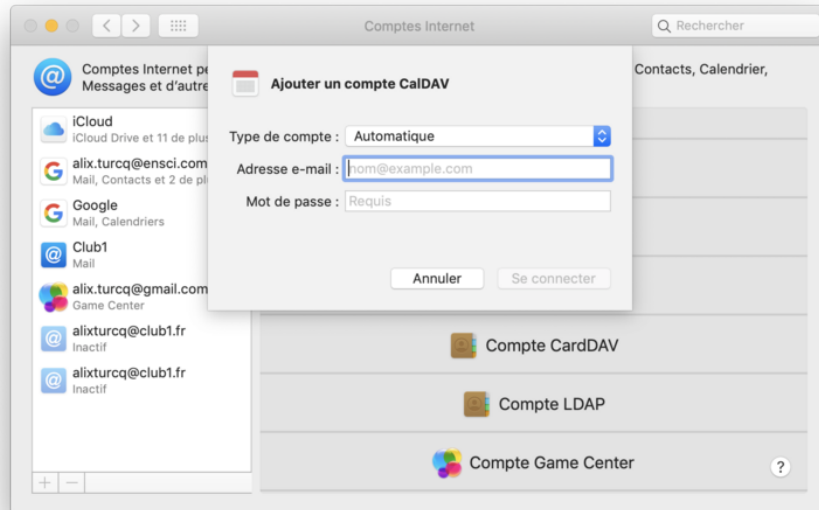 Comptes Internet
Rechercher
Comptes Internet
Contacts, Calendrier,
Messages et d'autre
Ajouter un compte CalDAV
Type de compte : Automatique
Adresse e-mail : nom@example.com
Mot de passe : Requis
Annuler
Se connecter
iCloud
iCloud Drive et 11 de plus
alix.turcq@ensci.com
Mail, Contacts et 2 de
Google
Mail, Calendriers
Club1
Mail
alix.turcq@gmail.com
Game Center
alixturcq@club1.fr
Inactif
alixturcq@club1.fr
Inactif
Compte CardDAV
Compte LDAP
Compte Game Center
?